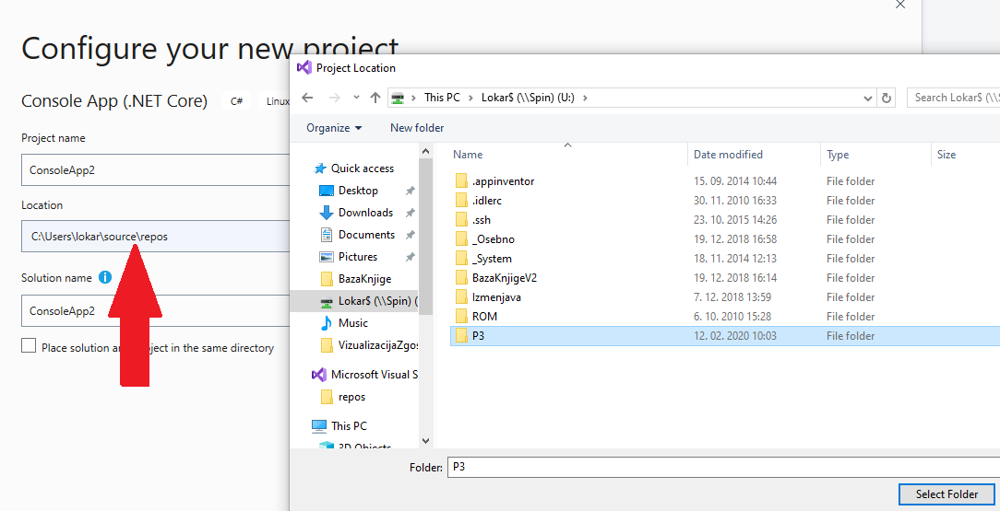 Configure your new project
Console App (.NET Core) C# Linux
Project name
ConsoleApp2
Location
C:\Users\lokar\source\repos
Solution name
ConsoleApp2
Place solution and project in the same directory
Project Location
This PC > Lokar$ (\\Spin) (U:) >
Search Lokar$ (\\S
Organize
New folder
Quick access
Desktop
Downloads
Documents
Pictures
BazaKnjige
Lokar$ (\\Spin) (
Music
VizualizacijaZgos
Microsoft Visual S
repos
This PC
3D Objects
Name Date modified Type Size
.appinventor 15. 09. 2014 10:44 File folder
.idlerc 30. 11. 2010 16:33 File folder
.ssh 23. 10. 2015 14:26 File folder
_Osebno 19. 12. 2018 16:58 File folder
_System 18. 11. 2014 12:13 File folder
BazaKnjigeV2 19. 12. 2018 16:14 File folder
Izmenjava 7. 12. 2018 13:59 File folder
ROM 6. 10. 2010 15:28 File folder
P3 12. 02. 2020 10:03 File folder
Folder: P3
Select Folder